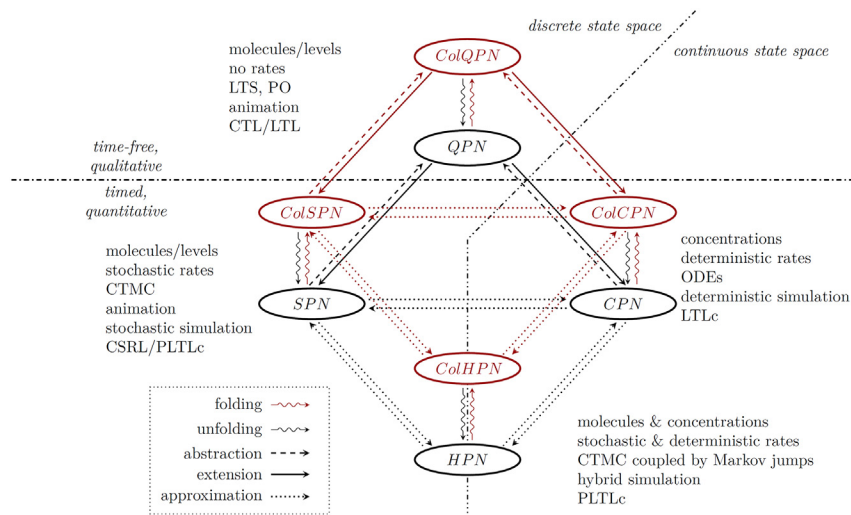 discrete state space
continuous state space
molecules/levels
no rates
LTS, PO
animation
CTL/LTL
ColQPN
QPN
time-free,
qualitative
timed,
quantitative
ColSPN
ColCPN
molecules/levels
stochastic rates
CTMC
animation
stochastic simulation
CSRL/PLTLc
SPN
CPN
concentrations
deterministic rates
ODEs
deterministic simulation
LTLc
ColHPN
HPN
folding
unfolding
abstraction
extension
approximation
molecules & concentrations
stochastic & deterministic rates
CTMC coupled by Markov jumps
hybrid simulation
PLTLc